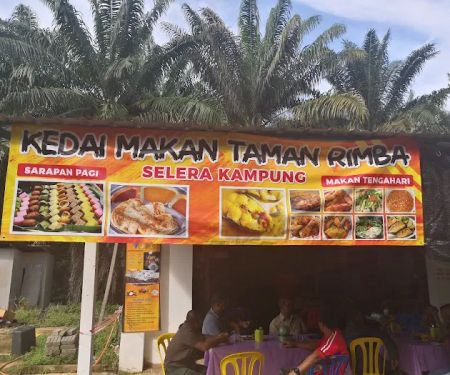 KEDAI MAKAN TAMAN RIMBA
SELERA KAMPUNG
SARAPAN PAGI
MAKAN TENGAHARI